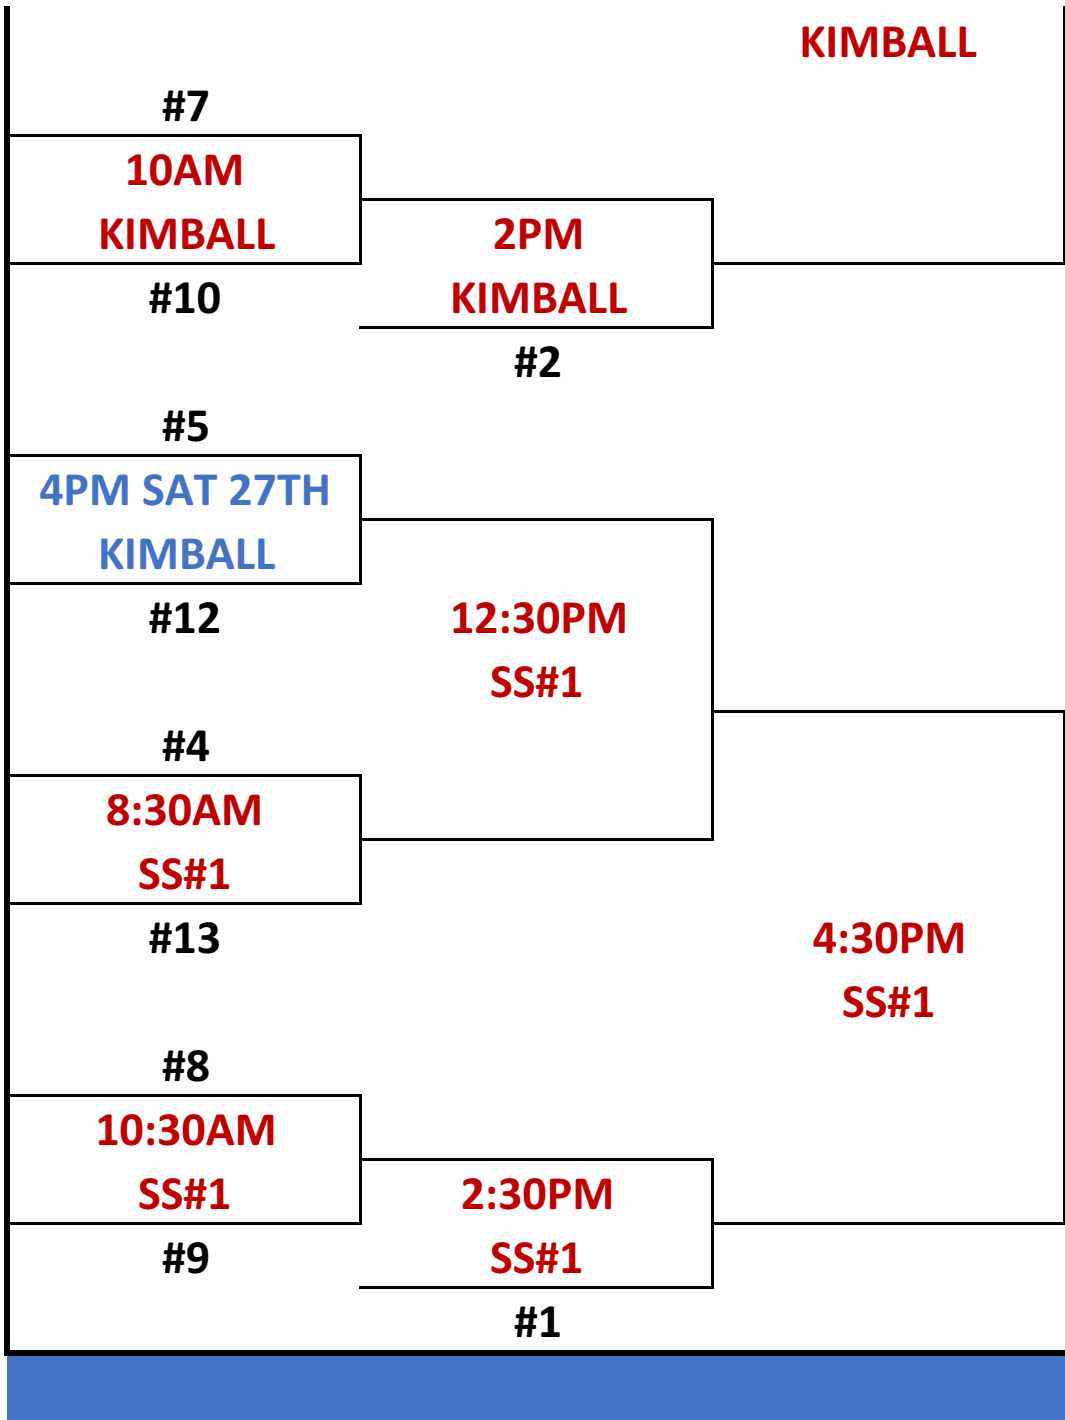 KIMBALL
#7
10AM
KIMBALL
2PM
#10
KIMBALL
#2
#5
4PM SAT 27TH
KIMBALL
#12
12:30PM
SS#1
#4
8:30AM
SS#1
#13
4:30PM
SS#1
#8
10:30AM
SS#1
2:30PM
#9
SS#1
#1